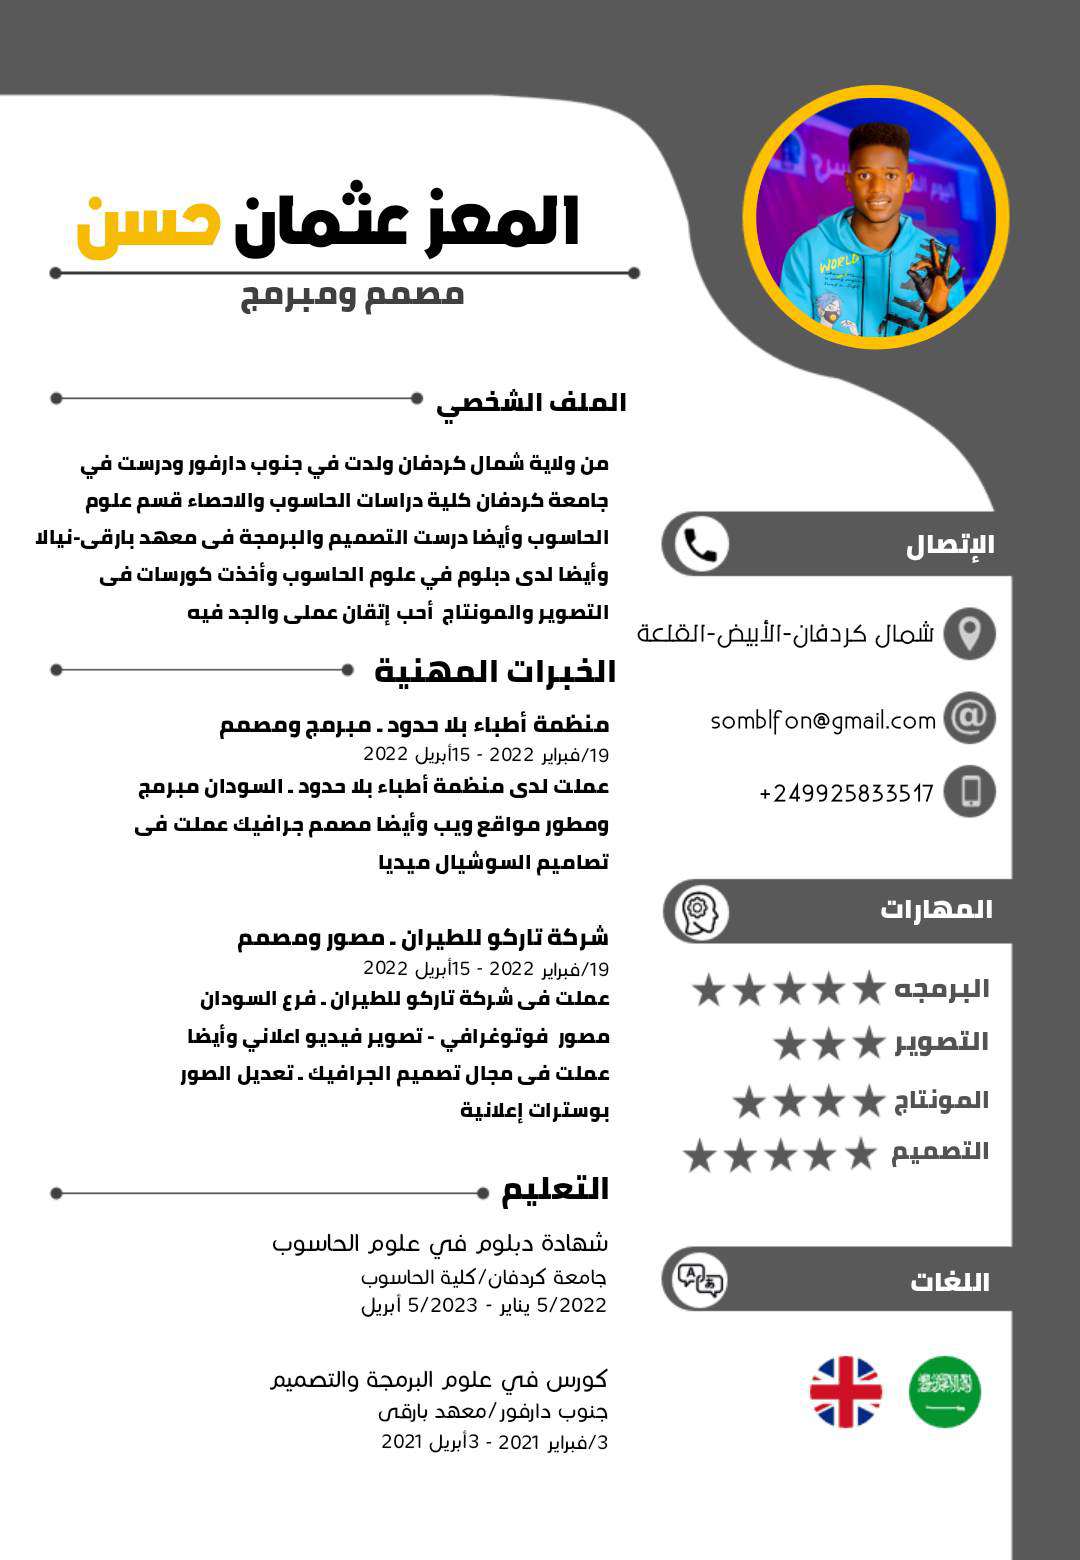 المعز عثمان حسن
مصمم ومبرمج
الملف الشخصي
من ولاية شمال كردفان ولدت في جنوب دارفور ودرست في
جامعة كردفان كلية دراسات الحاسوب والاحصاء قسم علوم
الحاسوب وأيضا درست التصميم والبرمجة فى معهد بارقى-نيالا
وأيضا لدى دبلوم في علوم الحاسوب وأخذت كورسات فى
التصوير والمونتاج أحب إتقان عملى والجد فيه
الخبرات المهنية
منظمة أطباء بلا حدود ـ مبرمج ومصمم
19/فبراير 2022 - 15أبريل 2022
عملت لدى منظمة أطباء بلا حدود ـ السودان مبرمج
ومطور مواقع ويب وأيضا مصمم جرافيك عملت فى
تصاميم السوشيال ميديا
شركة تاركو للطيران ـ مصور ومصمم
19/فبراير 2022 - 15أبريل 2022
عملت فى شركة تاركو للطيران ـ فرع السودان
مصور فوتوغرافي - تصوير فيديو اعلاني وأيضا
عملت فى مجال تصميم الجرافيك ـ تعديل الصور
بوسترات إعلانية
التعليم
شهادة دبلوم في علوم الحاسوب
جامعة كردفان/كلية الحاسوب
5/2022 يناير - 5/2023 أبريل
كورس في علوم البرمجة والتصميم
جنوب دارفور/معهد بارقى
3/فبراير 2021 - 3أبريل 2021
الإتصال
شمال كردفان-الأبيض-القلعة
somblfon@gmail.com
+249925833517
المهارات
البرمجه
التصوير
المونتاج
التصميم
اللغات
WORLD